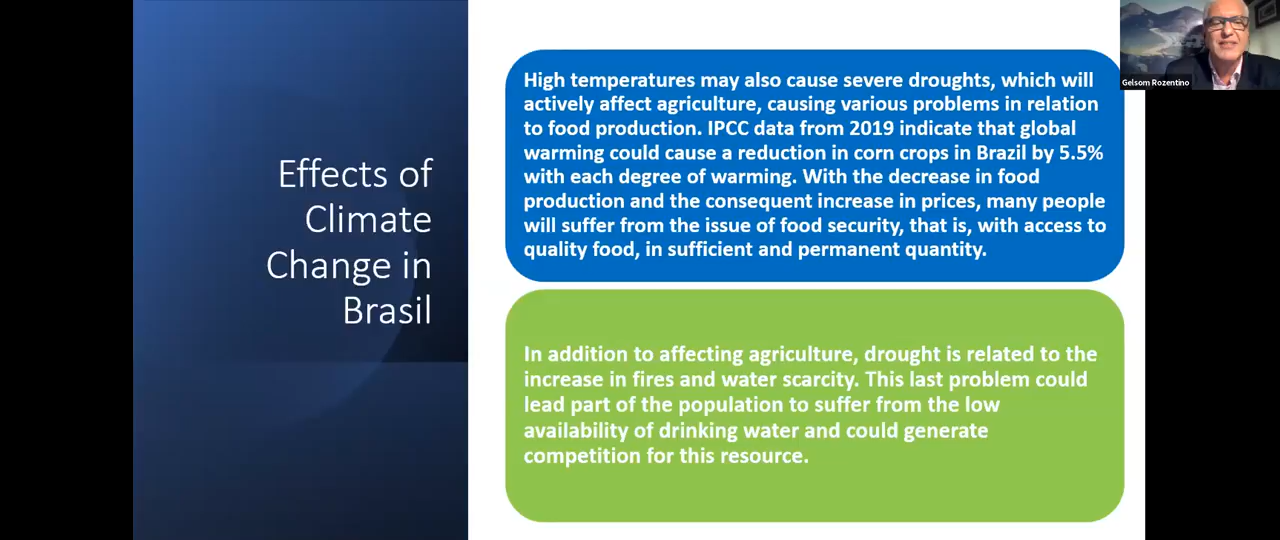 Effects of
Climate
Change in
Brasil
High temperatures may also cause severe droughts, which will
actively affect agriculture, causing various problems in relation
to food production. IPCC data from 2019 indicate that global
warming could cause a reduction in corn crops in Brazil by 5.5%
with each degree of warming. With the decrease in food
production and the consequent increase in prices, many people
will suffer from the issue of food security, that is, with access to
quality food, in sufficient and permanent quantity.
In addition to affecting agriculture, drought is related to the
increase in fires and water scarcity. This last problem could
lead part of the population to suffer from the low
availability of drinking water and could generate
competition for this resource.
Gelsom Rozentino